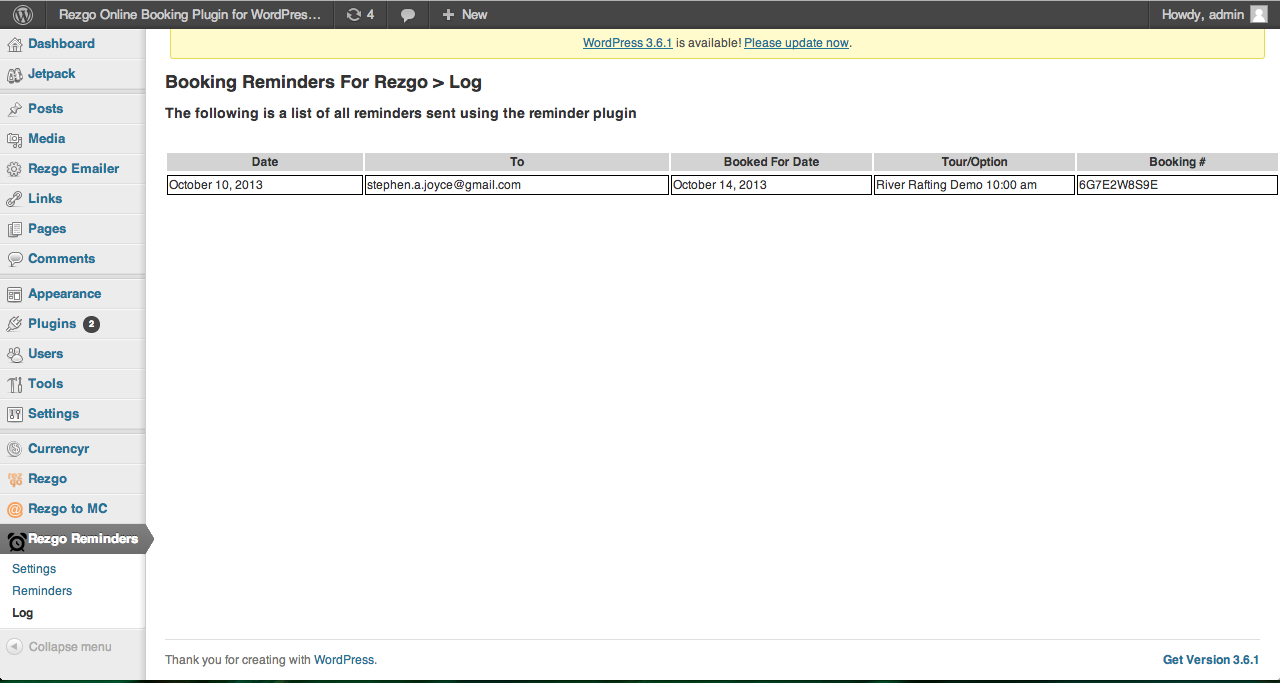 Rezgo Online Booking Plugin for WordPres... 4 New Howdy, admin
Dashboard
Jetpack
Posts
Media
Rezgo Emailer
Links
Pages
Comments
Appearance
Plugins 2
Users
Tools
Settings
Currencyr
Rezgo
Rezgo to MC
Rezgo Reminders
Settings
Reminders
Log
Collapse menu
WordPress 3.6.1 is available! Please update now.
Booking Reminders For Rezgo > Log
The following is a list of all reminders sent using the reminder plugin
Date To Booked For Date Tour/Option Booking #
October 10, 2013 stephen.a.joyce@gmail.com October 14, 2013 River Rafting Demo 10:00 am 6G7E2W8S9E
Thank you for creating with WordPress. Get Version 3.6.1